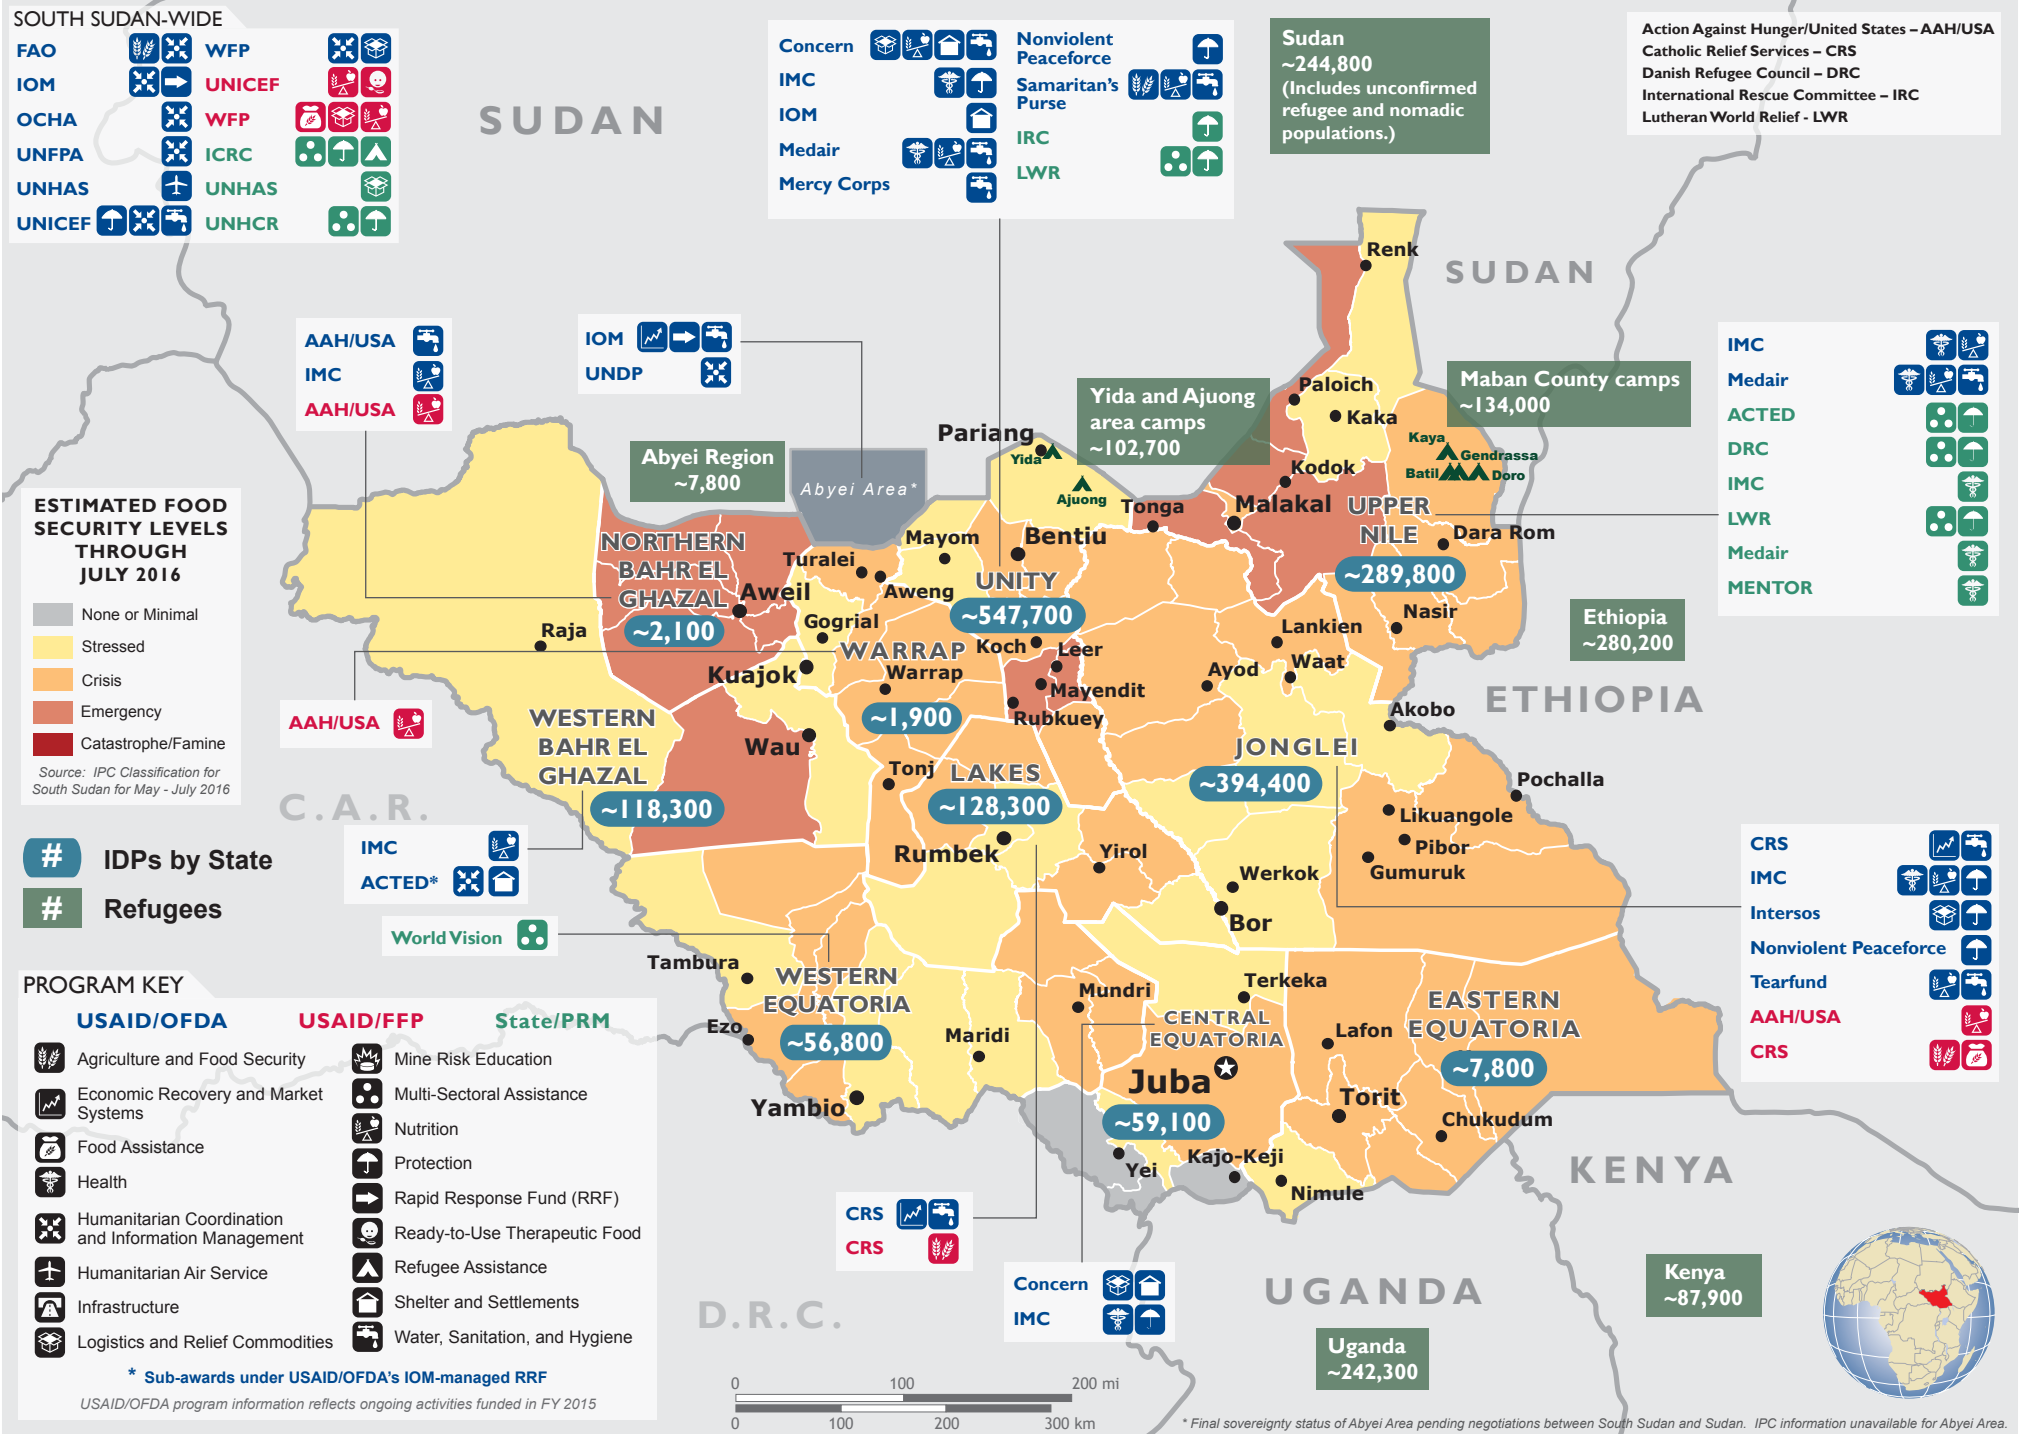 SOUTH SUDAN-WIDE
FAO
IOM
OCHA
UNFPA
UNHAS
UNICEF
WFP
UNICEF
WFP
ICRC
UNHAS
UNHCR
Concern
IMC
IOM
Medair
Mercy Corps
Nonviolent
Peaceforce
Samaritan's
Purse
IRC
LWR
Sudan
~244,800
(Includes unconfirmed
refugee and nomadic
populations.)
Action Against Hunger/United States – AAH/USA
Catholic Relief Services – CRS
Danish Refugee Council – DRC
International Rescue Committee – IRC
Lutheran World Relief - LWR
SUDAN
SUDAN
Renk
AAH/USA
IMC
AAH/USA
IOM
UNDP
IMC
Medair
ACTED
DRC
IMC
LWR
Medair
MENTOR
Yida and Ajuong
area camps
~102,700
Maban County camps
~134,000
Abyei Region
~7,800
Abyei Area*
Paloich
Kaka
Pariang
Yida
Ajuong
Kaya
Gendrassa
Batil
Doro
Kodok
Tonga
Malakal
UPPER
NILE
~289,800
Dara Rom
Nasir
ESTIMATED FOOD
SECURITY LEVELS
THROUGH
JULY 2016
None or Minimal
Stressed
Crisis
Emergency
Catastrophe/Famine
Source: IPC Classification for
South Sudan for May - July 2016
NORTHERN
BAHR EL
GHAZAL
~2,100
Aweil
Raja
Turalei
Mayom
Aweng
Bentiu
UNITY
~547,700
Gogrial
WARRAP
Koch
Leer
Kuajok
Warrap
Mayendit
~1,900
Rubkuey
Lankien
Waat
Ayod
Ethiopia
~280,200
ETHIOPIA
Akobo
AAH/USA
WESTERN
BAHR EL
GHAZAL
~118,300
Wau
Tonj
LAKES
~128,300
Rumbek
Yirol
JONGLEI
~394,400
Pochalla
Likuangole
Pibor
Gumuruk
Werkok
Bor
C.A.R.
# IDPs by State
# Refugees
IMC
ACTED*
World Vision
CRS
IMC
Intersos
Nonviolent Peaceforce
Tearfund
AAH/USA
CRS
Tambura
WESTERN
EQUATORIA
~56,800
Ezo
Maridi
Yambio
Mundri
Terkeka
CENTRAL
EQUATORIA
Juba
~59,100
Yei
Kajo-Keji
Nimule
Lafon
EASTERN
EQUATORIA
~7,800
Torit
Chukudum
PROGRAM KEY
USAID/OFDA
USAID/FFP
State/PRM
Agriculture and Food Security
Economic Recovery and Market
Systems
Food Assistance
Health
Humanitarian Coordination
and Information Management
Humanitarian Air Service
Infrastructure
Logistics and Relief Commodities
Mine Risk Education
Multi-Sectoral Assistance
Nutrition
Protection
Rapid Response Fund (RRF)
Ready-to-Use Therapeutic Food
Refugee Assistance
Shelter and Settlements
Water, Sanitation, and Hygiene
* Sub-awards under USAID/OFDA's IOM-managed RRF
USAID/OFDA program information reflects ongoing activities funded in FY 2015
CRS
CRS
Concern
IMC
D.R.C.
UGANDA
KENYA
Kenya
~87,900
Uganda
~242,300
0 100 200 mi
0 100 200 300 km
* Final sovereignty status of Abyei Area pending negotiations between South Sudan and Sudan. IPC information unavailable for Abyei Area.